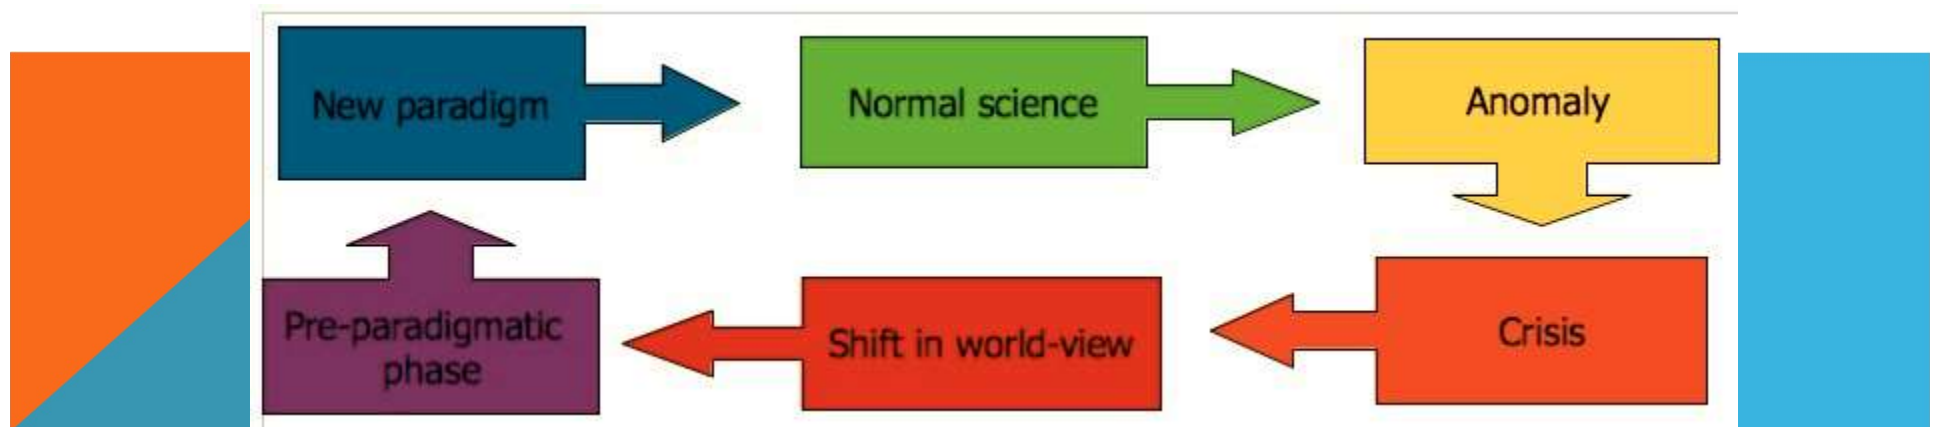 New paradigm
Normal science
Anomaly
Pre-paradigmatic
phase
Shift in world-view
Crisis